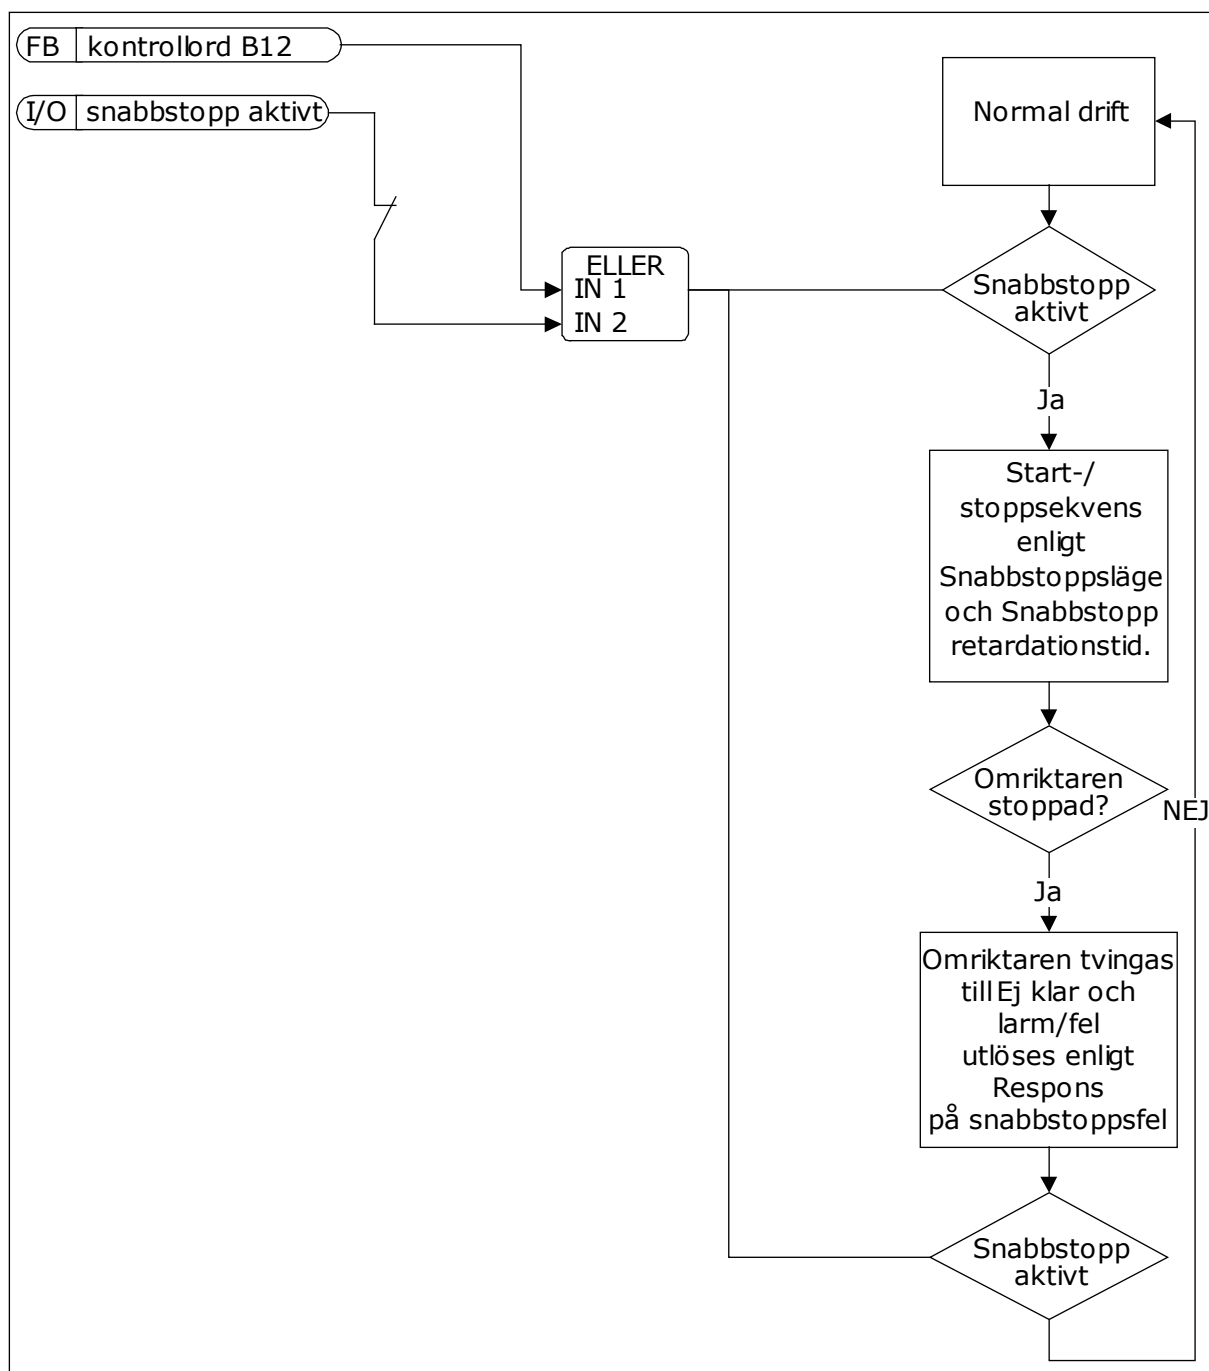 FB kontrollord B12
I/O snabbstopp aktivt
ELLER
IN 1
IN 2
Normal drift
Snabbstopp
aktivt
Ja
Start-/
stoppsekvens
enligt
Snabbstoppsläge
och Snabbstopp
retardationstid.
Omriktaren
stoppad?
NEJ
Ja
Omriktaren tvingas
till Ej klar och
larm/fel
utlöses enligt
Respons
på snabbstoppsfel
Snabbstopp
aktivt